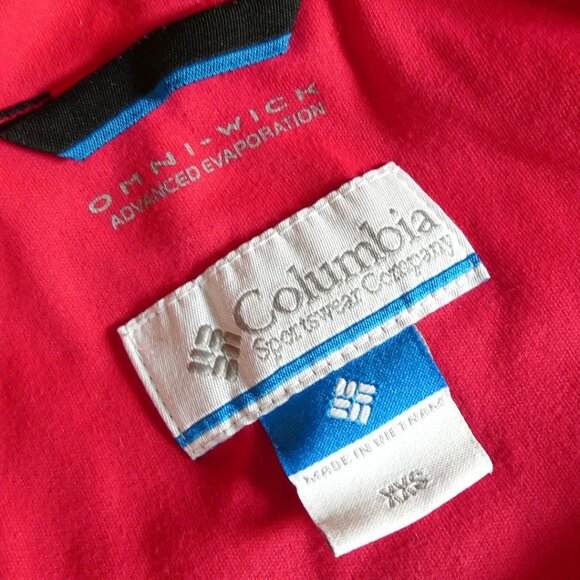 OMNI-WICK
ADVANCED EVAPORATION
Columbia
Sportswear Company
MADE IN VIETNAM
XXS